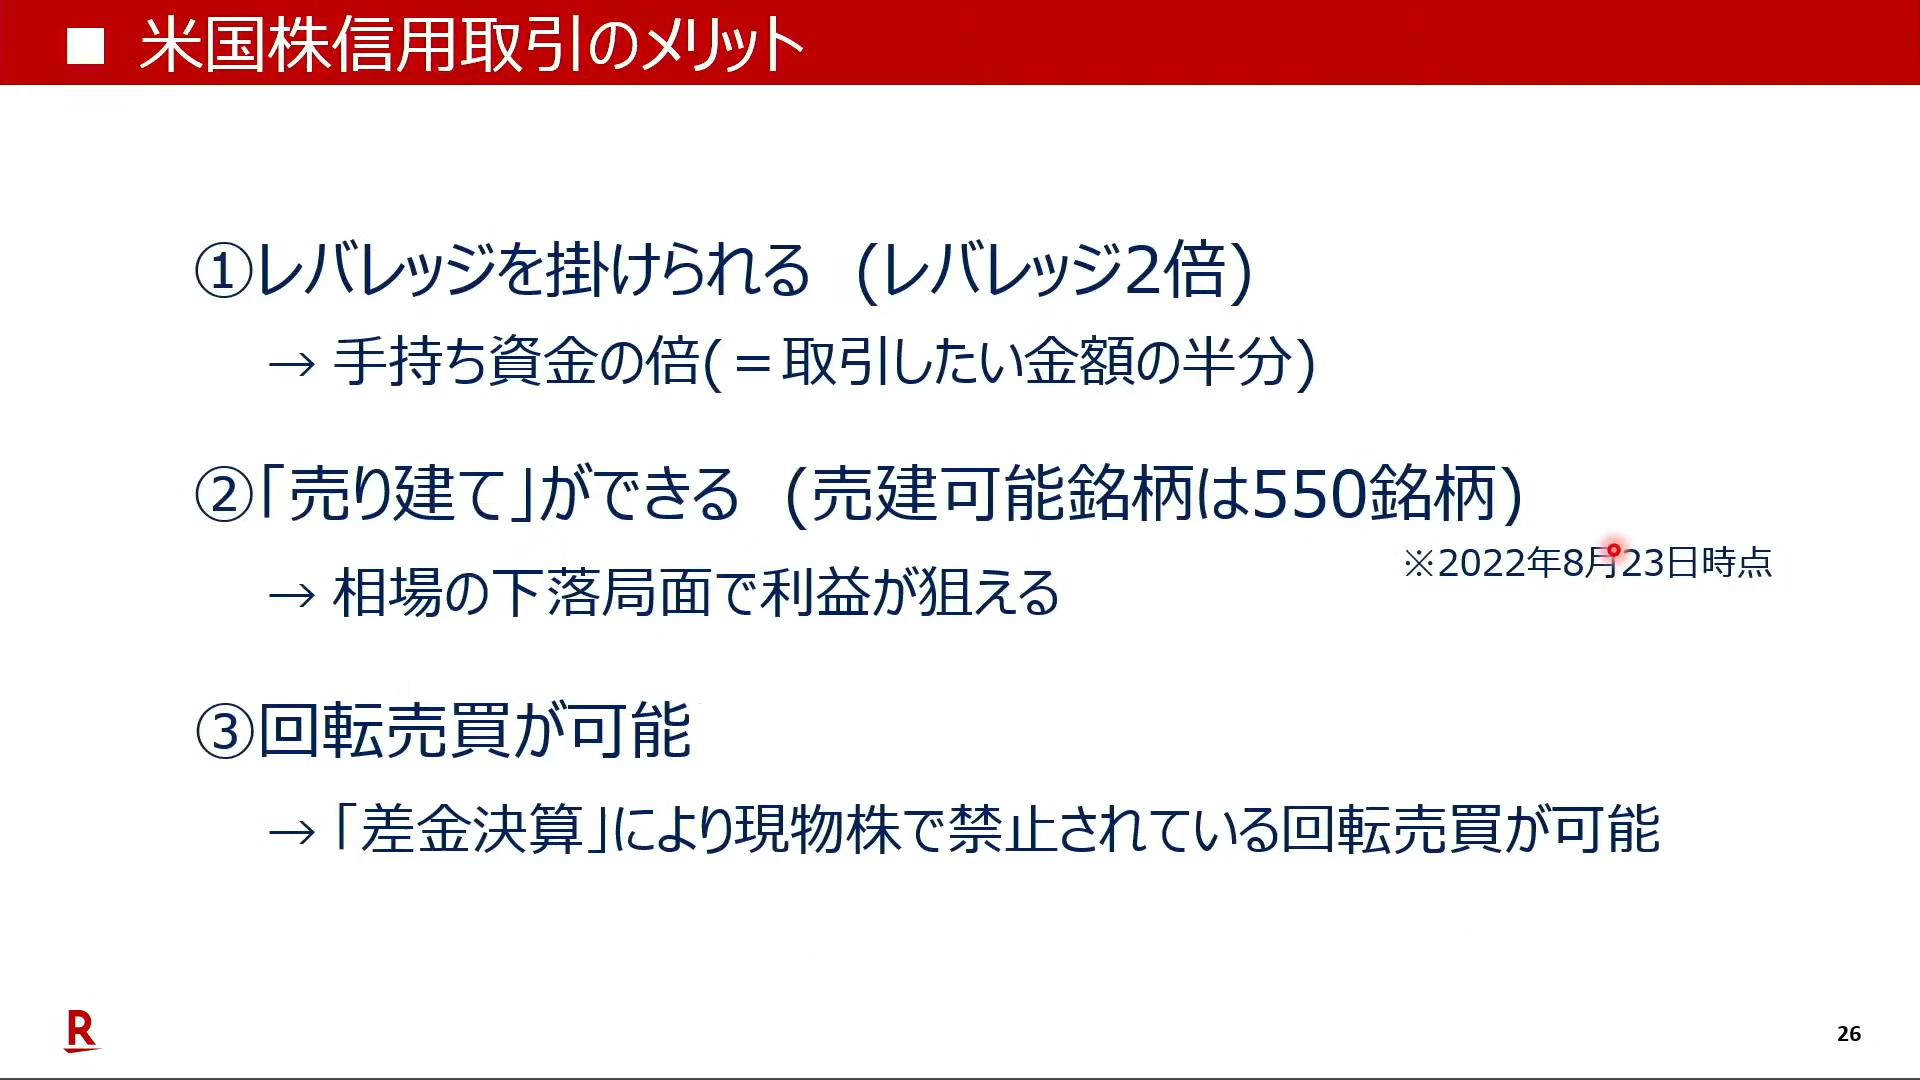 ■ 米国株信用取引のメリット
①レバレッジを掛けられる (レバレッジ2倍)
→ 手持ち資金の倍(＝取引したい金額の半分)
②「売り建て」ができる (売建可能銘柄は550銘柄)
※2022年8月23日時点
→ 相場の下落局面で利益が狙える
③回転売買が可能
→「差金決算」により現物株で禁止されている回転売買が可能
R
26